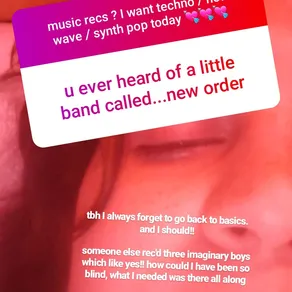 music recs ? I want techno /
wave / synth pop today 💘💘💘
u ever heard of a little
band called...new order
tbh I always forget to go back to basics.
and I should!!
someone else rec'd three imaginary boys
which like yes!! how could I have been so
blind, what I needed was there all along